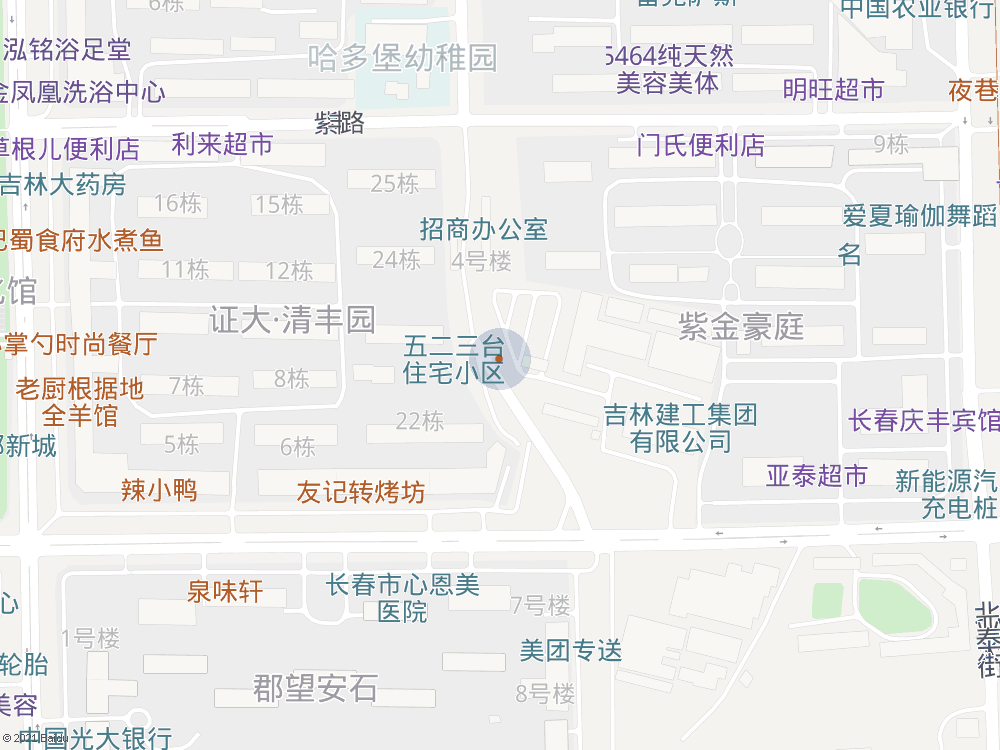 6栋
中国农业银行
泓铭浴足堂
哈多堡幼稚园
5464纯天然
美容美体
金凤凰洗浴中心
明旺超市
夜巷
紫
路
草根儿便利店
利来超市
门氏便利店
9栋
吉林大药房
25栋
16栋
15栋
爱夏瑜伽舞蹈
招商办公室
巴蜀食府水煮鱼
名
24栋
4号楼
11栋
12栋
馆
证大·清丰园
紫金豪庭
掌勺时尚餐厅
五二三台
住宅小区
老厨根据地
全羊馆
7栋
8栋
22栋
吉林建工集团
有限公司
长春庆丰宾馆
5栋
6栋
新城
亚泰超市
辣小鸭
友记转烤坊
新能源汽
充电桩
泉味轩
长春市心恩美
医院
心
7号楼
北
泰
街
1号楼
美团专送
轮胎
郡望安石
8号楼
美容
中国光大银行
© 2021 Baidu